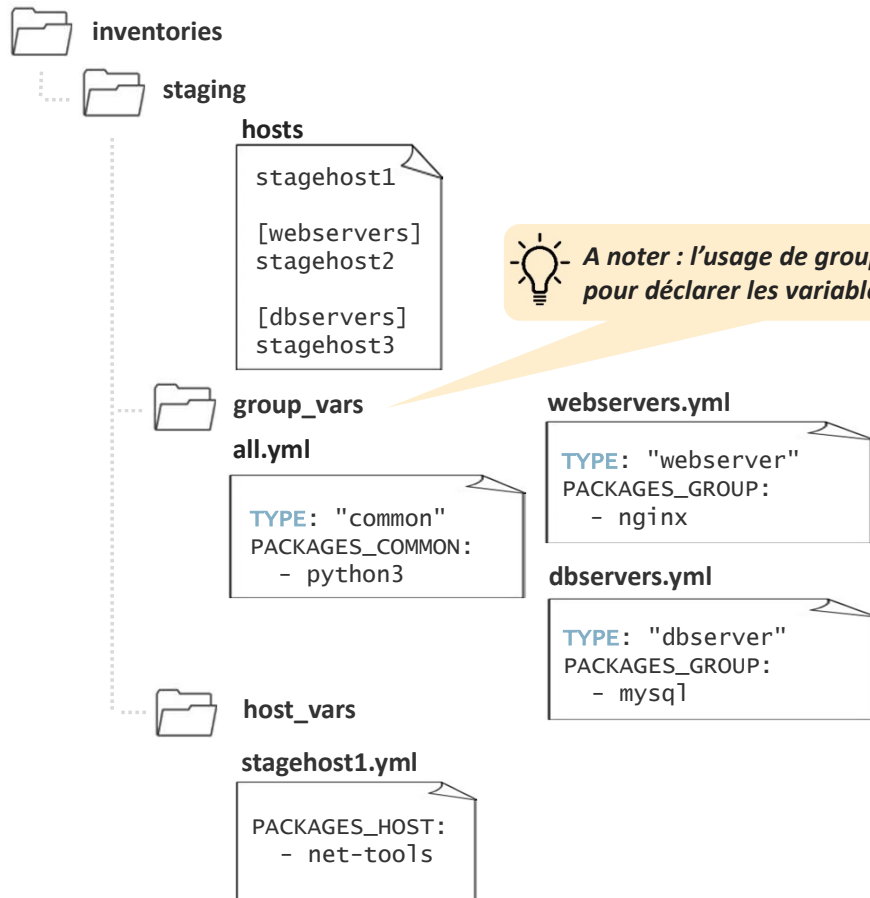 inventories
staging
hosts
stagehost1
[webservers]
stagehost2
[dbservers]
stagehost3
A noter : l’usage de
pour déclarer les
group_vars
all.yml
TYPE: "common"
PACKAGES_COMMON:
- python3
webservers.yml
TYPE: "webserver"
PACKAGES_GROUP:
- nginx
dbservers.yml
TYPE: "dbserver"
PACKAGES_GROUP:
- mysql
host_vars
stagehost1.yml
PACKAGES_HOST:
- net-tools